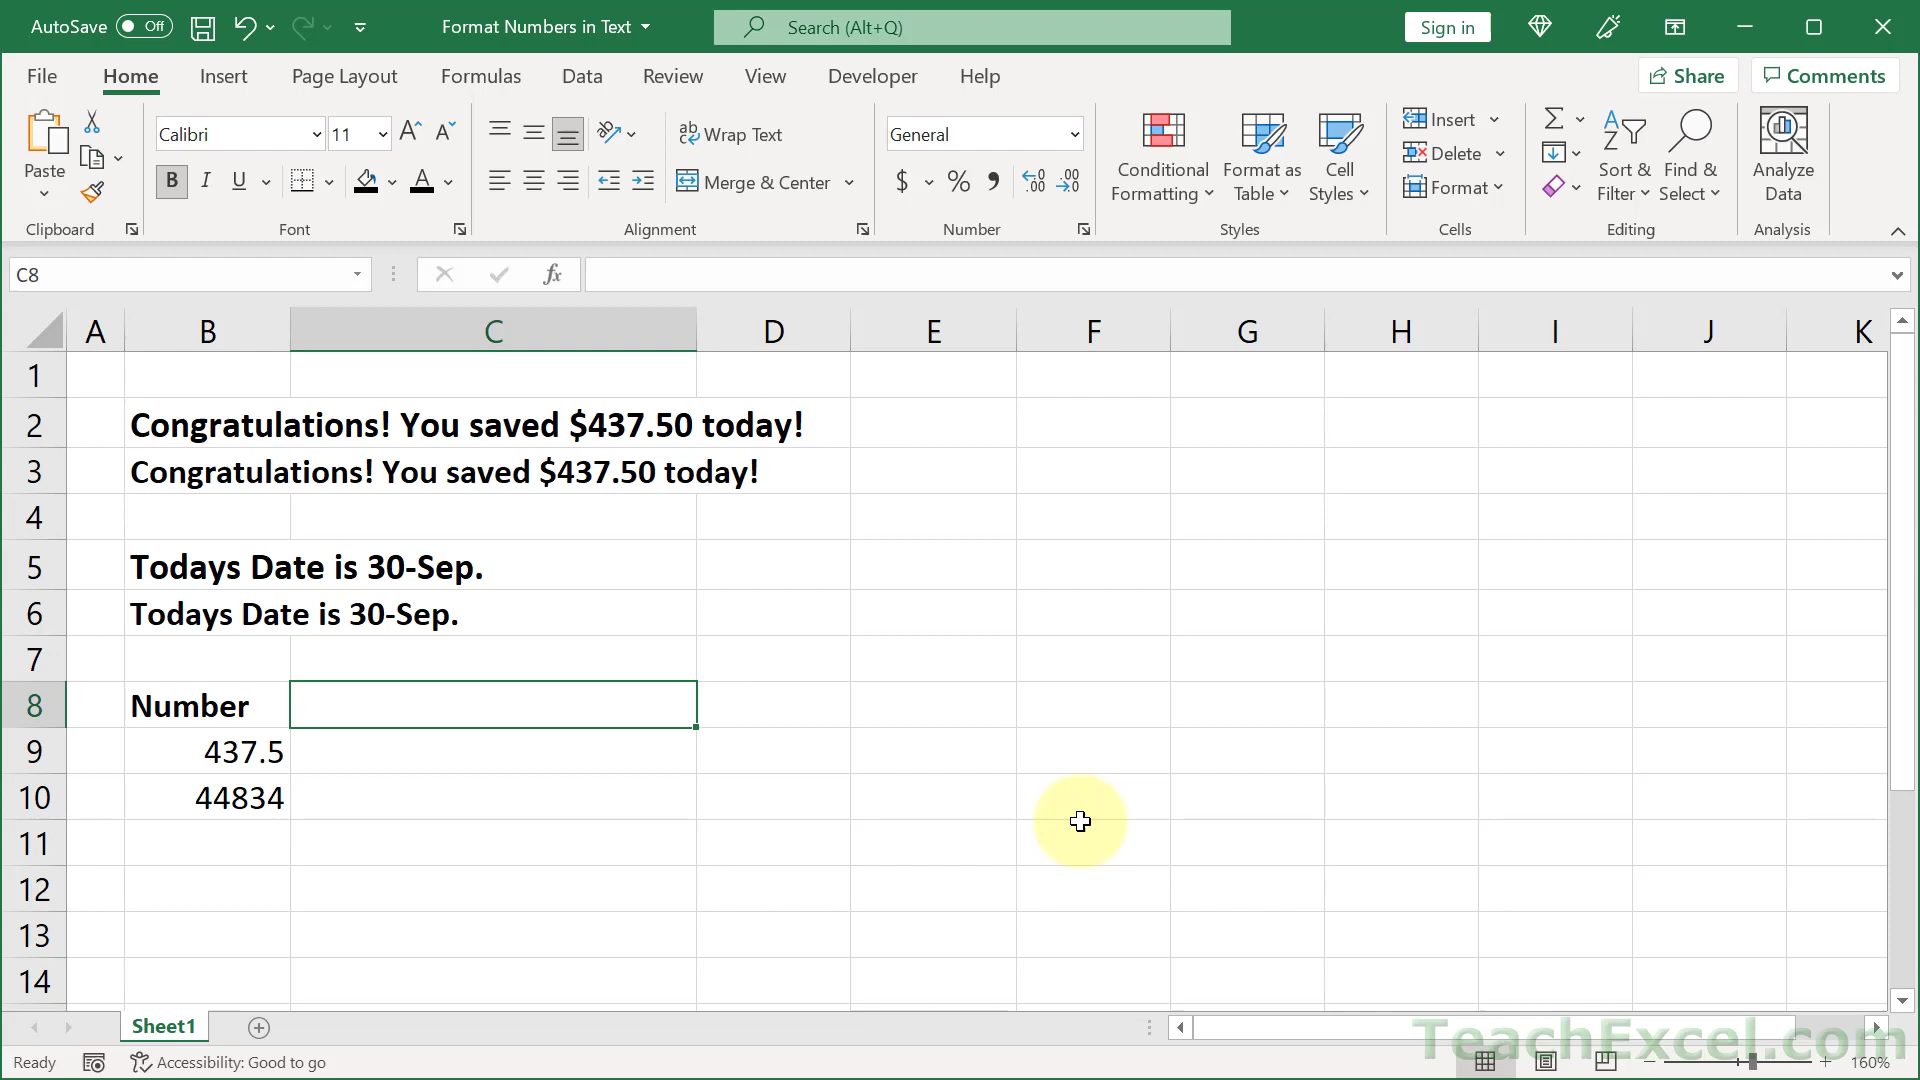 AutoSave Off Format Numbers in Text Search (Alt+Q) Sign in
File Home Insert Page Layout Formulas Data Review View Developer Help Share Comments
Calibri 11 ab Wrap Text General Insert
Paste Conditional Formatting Format as Table Cell Styles Delete Sort & Filter Find & Select Analyze Data
B I U A Merge & Center $ % Format
Clipboard Font Alignment Number Styles Cells Editing Analysis
C8 fx
A B C D E F G H I J K
1
2 Congratulations! You saved $437.50 today!
3 Congratulations! You saved $437.50 today!
4
5 Todays Date is 30-Sep.
6 Todays Date is 30-Sep.
7
8 Number
9 437.5
10 44834
11
12
13
14
Sheet1
TeachExcel.com
Ready Accessibility: Good to go 160%